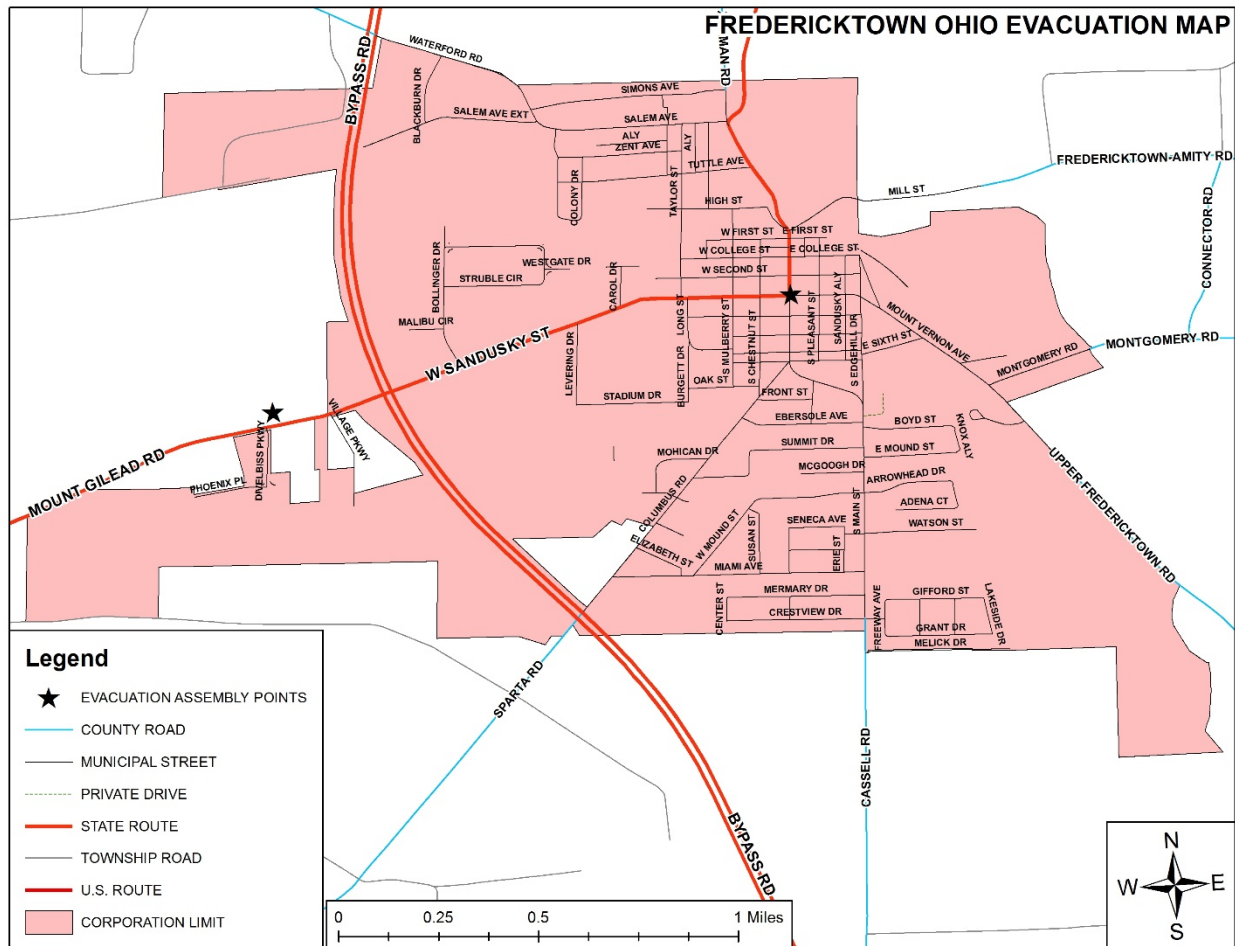 FREDERICKTOWN OHIO EVACUATION MAP
WATERFORD RD
BYPASS RD
MAN RD
BLACKBURN DR
SIMONS AVE
SALEM AVE EXT
SALEM AVE
ALY
ZENT AVE
ALY
TUTTLE AVE
FREDERICKTOWN-AMITY RD
MILL ST
CONNECTOR RD
COLONY DR
TAYLOR ST
HIGH ST
W FIRST ST
E FIRST ST
W COLLEGE ST
E COLLEGE ST
WESTGATE DR
W SECOND ST
BOLLINGER DR
STRUBLE CIR
CAROL DR
MALIBU CIR
LONG ST
S MULBERRY ST
S CHESTNUT ST
S PLEASANT ST
SANDUSKY ALY
S EDGEHILL DR
MOUNT VERNON AVE
E SIXTH ST
MONTGOMERY RD
MONTGOMERY RD
W SANDUSKY ST
LEVERING DR
BURGETT DR
OAK ST
STADIUM DR
FRONT ST
EBERSOLE AVE
BOYD ST
KNOX ALY
VILLAGE PKWY
DIVELBISS PKWY
MOUNT GILEAD RD
PHOENIX PL
SUMMIT DR
E MOUND ST
MOHICAN DR
MCGOOGH DR
ARROWHEAD DR
UPPER FREDERICKTOWN RD
COLUMBUS RD
ADENA CT
S MAIN ST
SENECA AVE
WATSON ST
W MOUND ST
SUSAN ST
ERIE ST
ELIZABETH ST
MIAMI AVE
CENTER ST
MERMARY DR
CRESTVIEW DR
FREEWAY AVE
GIFFORD ST
GRANT DR
LAKESIDE DR
MELICK DR
SPARTA RD
CASSELL RD
BYPASS RD
Legend
EVACUATION ASSEMBLY POINTS
COUNTY ROAD
MUNICIPAL STREET
PRIVATE DRIVE
STATE ROUTE
TOWNSHIP ROAD
U.S. ROUTE
CORPORATION LIMIT
0 0.25 0.5 1 Miles
N
W E
S